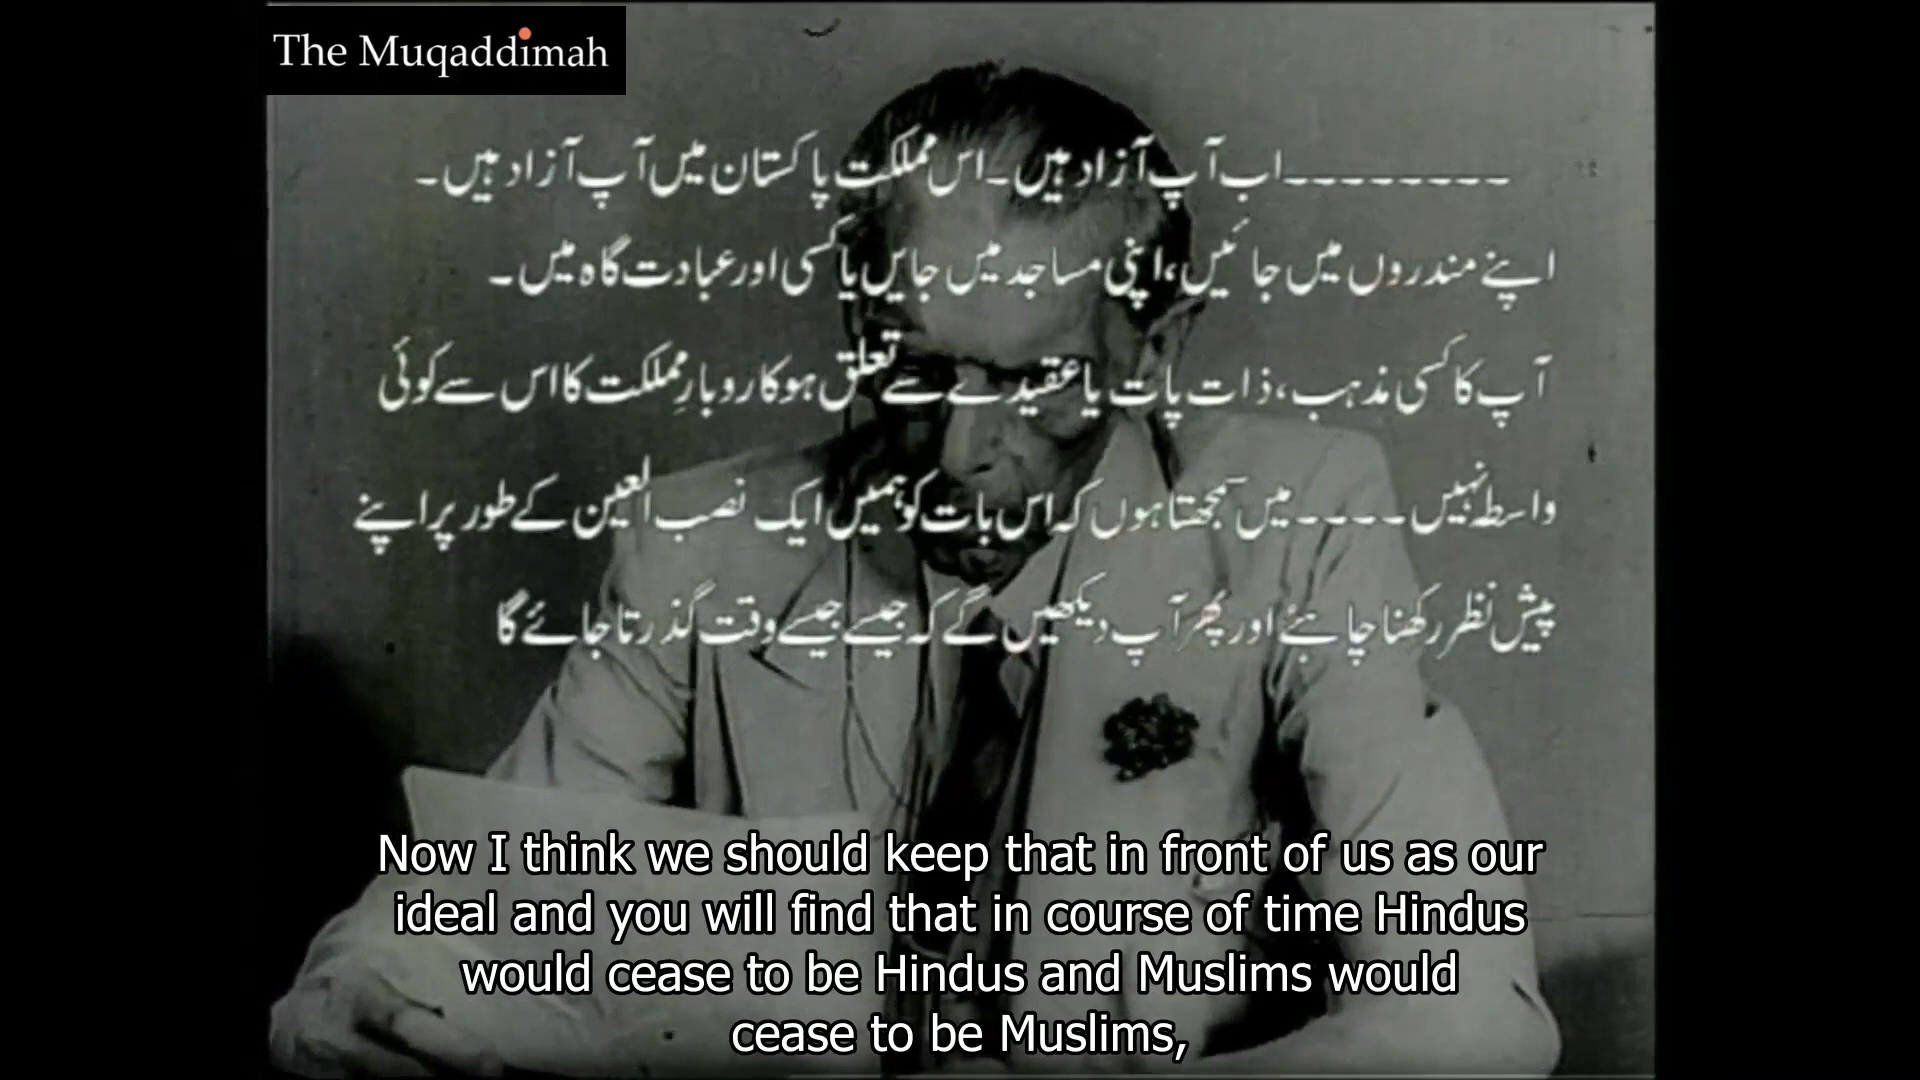 The Muqaddimah
۔۔۔۔۔۔۔۔اب آپ آزاد ہیں۔اس مملکت پاکستان میں آپ آزاد ہیں۔
اپنے مندروں میں جائیں،اپنی مساجد میں جایں یا کسی اور عبادت گاہ میں۔
آپ کا کسی مذہب،ذات پات یا عقیدے سے تعلق ہو کاروبارِ مملکت کا اس سے کوئی
واسطہ نہیں۔۔۔۔میں سمجھتا ہوں کہ اس بات کو ہمیں ایک نصب العین کے طور پر اپنے
پیش نظر رکھنا چاہئے اور پھر آپ دیکھیں گے کہ جیسے جیسے وقت گذرتا جائے گا
Now I think we should keep that in front of us as our
ideal and you will find that in course of time Hindus
would cease to be Hindus and Muslims would
cease to be Muslims,